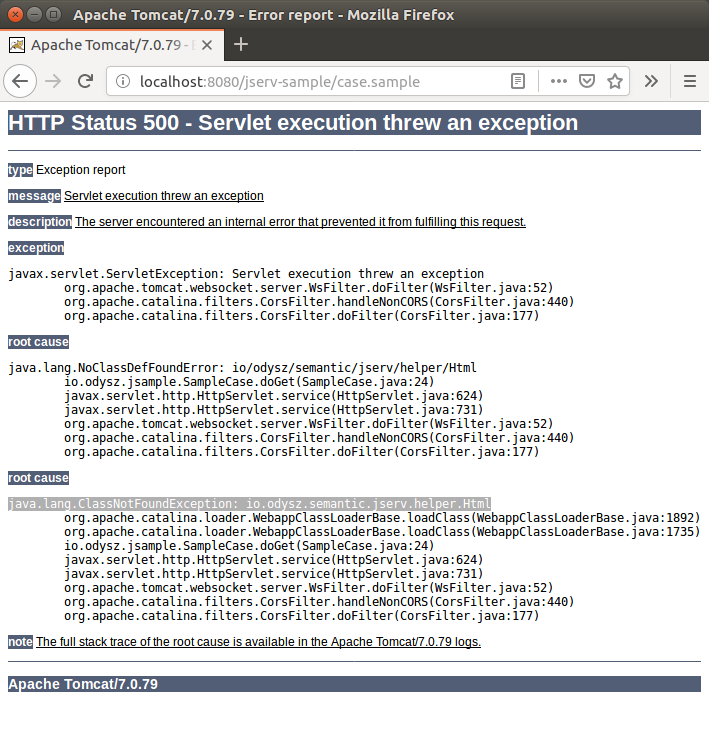 Apache Tomcat/7.0.79 - Error report - Mozilla Firefox
Apache Tomcat/7.0.79 -
localhost:8080/jserv-sample/case.sample
HTTP Status 500 - Servlet execution threw an exception
type Exception report
message Servlet execution threw an exception
description The server encountered an internal error that prevented it from fulfilling this request.
exception
javax.servlet.ServletException: Servlet execution threw an exception
org.apache.tomcat.websocket.server.WsFilter.doFilter(WsFilter.java:52)
org.apache.catalina.filters.CorsFilter.handleNonCORS(CorsFilter.java:440)
org.apache.catalina.filters.CorsFilter.doFilter(CorsFilter.java:177)
root cause
java.lang.NoClassDefFoundError: io/odysz/semantic/jserv/helper/Html
io.odysz.jsample.SampleCase.doGet(SampleCase.java:24)
javax.servlet.http.HttpServlet.service(HttpServlet.java:624)
javax.servlet.http.HttpServlet.service(HttpServlet.java:731)
org.apache.tomcat.websocket.server.WsFilter.doFilter(WsFilter.java:52)
org.apache.catalina.filters.CorsFilter.handleNonCORS(CorsFilter.java:440)
org.apache.catalina.filters.CorsFilter.doFilter(CorsFilter.java:177)
root cause
java.lang.ClassNotFoundException: io.odysz.semantic.jserv.helper.Html
org.apache.catalina.loader.WebappClassLoaderBase.loadClass(WebappClassLoaderBase.java:1892)
org.apache.catalina.loader.WebappClassLoaderBase.loadClass(WebappClassLoaderBase.java:1735)
io.odysz.jsample.SampleCase.doGet(SampleCase.java:24)
javax.servlet.http.HttpServlet.service(HttpServlet.java:624)
javax.servlet.http.HttpServlet.service(HttpServlet.java:731)
org.apache.tomcat.websocket.server.WsFilter.doFilter(WsFilter.java:52)
org.apache.catalina.filters.CorsFilter.handleNonCORS(CorsFilter.java:440)
org.apache.catalina.filters.CorsFilter.doFilter(CorsFilter.java:177)
note The full stack trace of the root cause is available in the Apache Tomcat/7.0.79 logs.
Apache Tomcat/7.0.79